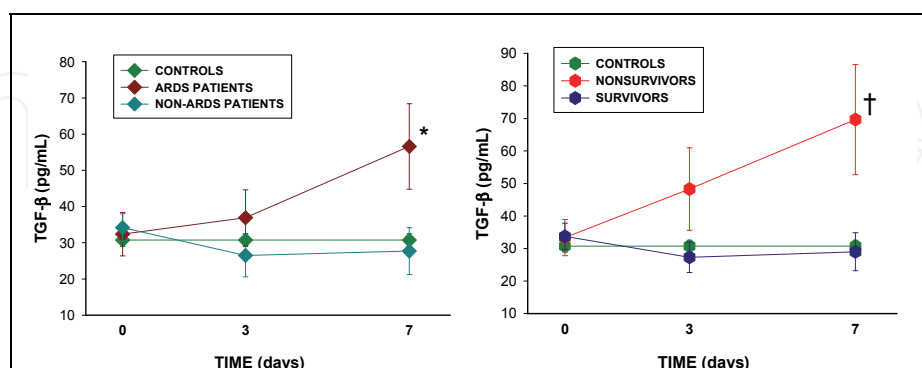 CONTROLS
ARDS PATIENTS
NON-ARDS PATIENTS
TGF-β (pg/mL)
80
70
60
50
40
30
20
10
*
0 3 7
TIME (days)
CONTROLS
NONSURVIVORS
SURVIVORS
TGF-β (pg/mL)
90
80
70
60
50
40
30
20
10
†
0 3 7
TIME (days)